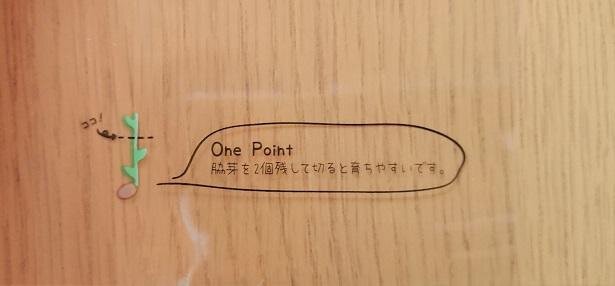 ココ!
One Point
脇芽を2個残して切ると育ちやすいです。